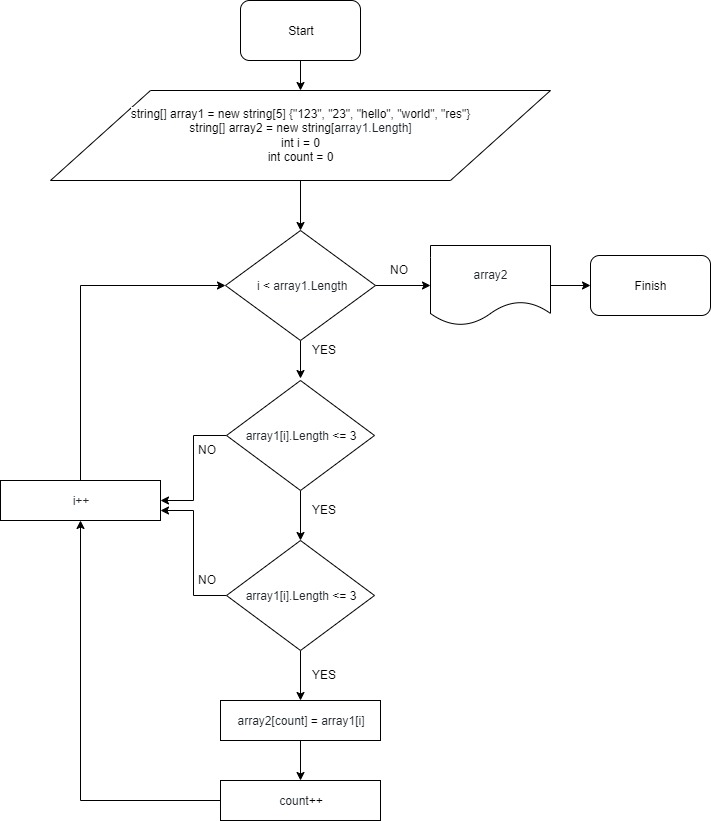 Start
string[] array1 = new string[5] {"123", "23", "hello", "world", "res"}
string[] array2 = new string[array1.Length]
int i = 0
int count = 0
i < array1.Length
NO
array2
Finish
YES
array1[i].Length <= 3
NO
i++
YES
NO
array1[i].Length <= 3
YES
array2[count] = array1[i]
count++